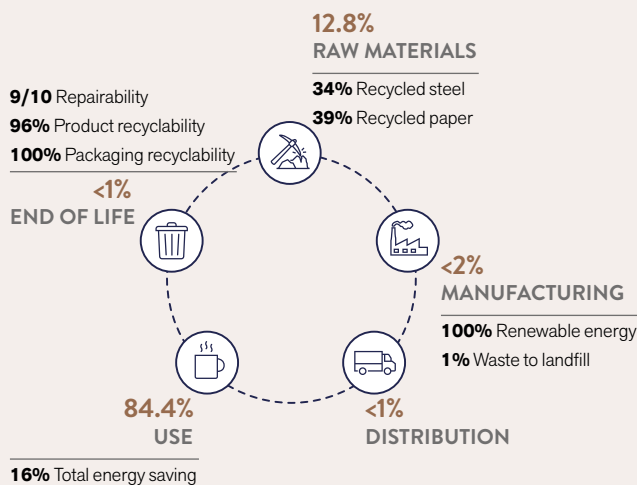 12.8%
RAW MATERIALS
34% Recycled steel
39% Recycled paper
9/10 Repairability
96% Product recyclability
100% Packaging recyclability
<1%
END OF LIFE
<2%
MANUFACTURING
100% Renewable energy
1% Waste to landfill
84.4%
USE
16% Total energy saving
<1%
DISTRIBUTION